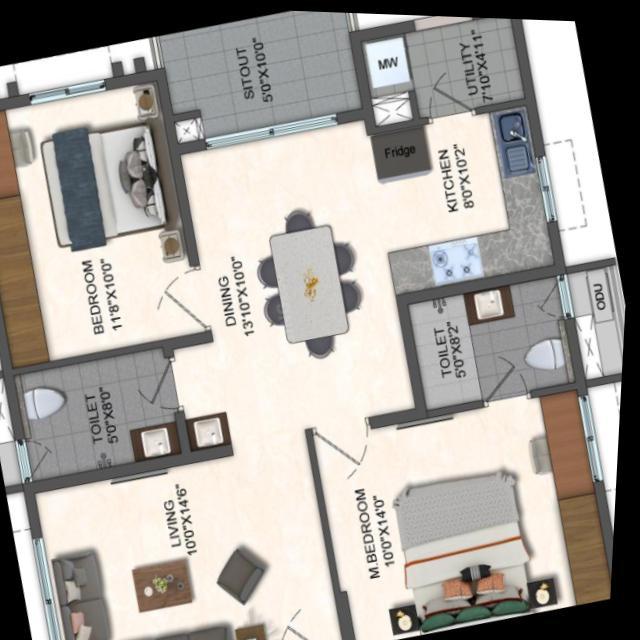 SITOUT
5'0"X10'0"
MW
UTILITY
7'10"X4'11"
Fridge
KITCHEN
8'0"X10'2"
BEDROOM
11'8"X10'0"
DINING
13'10"X10'0"
ODU
TOILET
5'0"X8'2"
TOILET
5'0"X8'0"
LIVING
10'0"X14'6"
M.BEDROOM
10'0"X14'0"